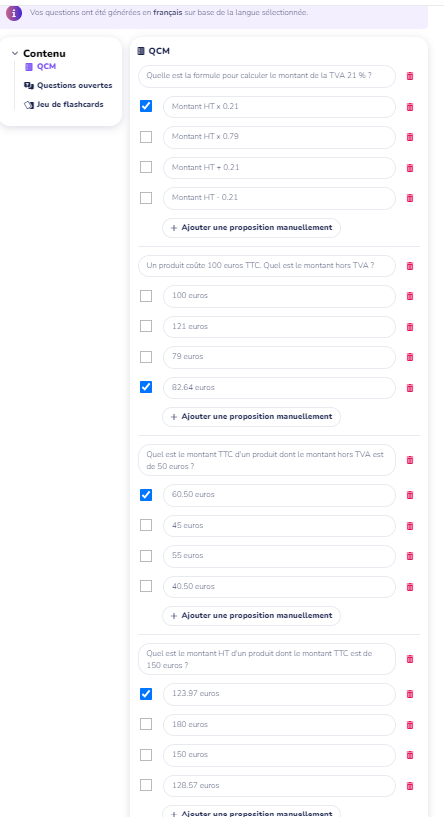 Vos questions ont été générées en français sur base de la langue sélectionnée.
Contenu
QCM
Questions ouvertes
Jeu de flashcards
QCM
Quelle est la formule pour calculer le montant de la TVA 21 % ?
Montant HT x 0.21
Montant HT x 0.79
Montant HT + 0.21
Montant HT - 0.21
+ Ajouter une proposition manuellement
Un produit coûte 100 euros TTC. Quel est le montant hors TVA ?
100 euros
121 euros
79 euros
82.64 euros
+ Ajouter une proposition manuellement
Quel est le montant TTC d'un produit dont le montant hors TVA est
de 50 euros ?
60.50 euros
45 euros
55 euros
40.50 euros
+ Ajouter une proposition manuellement
Quel est le montant HT d'un produit dont le montant TTC est de
150 euros ?
123.97 euros
180 euros
150 euros
128.57 euros
+ Ajouter une proposition manuellement